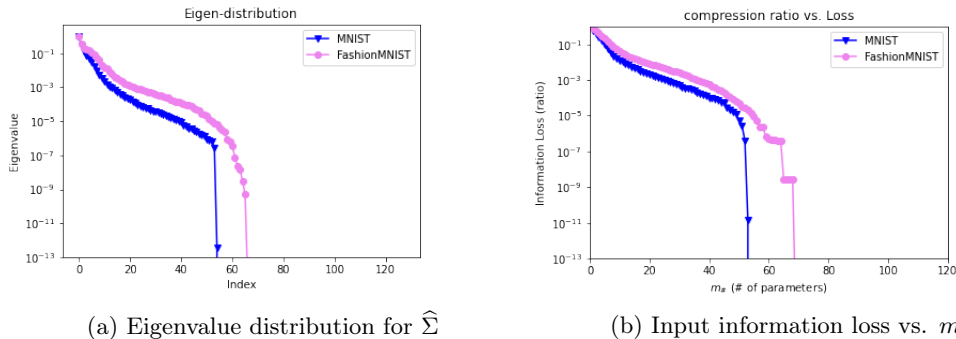 Eigen-distribution
MNIST
FashionMNIST
Eigenvalue
10⁻¹
10⁻³
10⁻⁵
10⁻⁷
10⁻⁹
10⁻¹¹
10⁻¹³
0 20 40 60 80 100 120
Index
(a) Eigenvalue distribution for Σ̂
compression ratio vs. Loss
MNIST
FashionMNIST
Information Loss (ratio)
10⁻¹
10⁻³
10⁻⁵
10⁻⁷
10⁻⁹
10⁻¹¹
10⁻¹³
0 20 40 60 80 100 120
(# of parameters)
(b) Input information loss vs. m